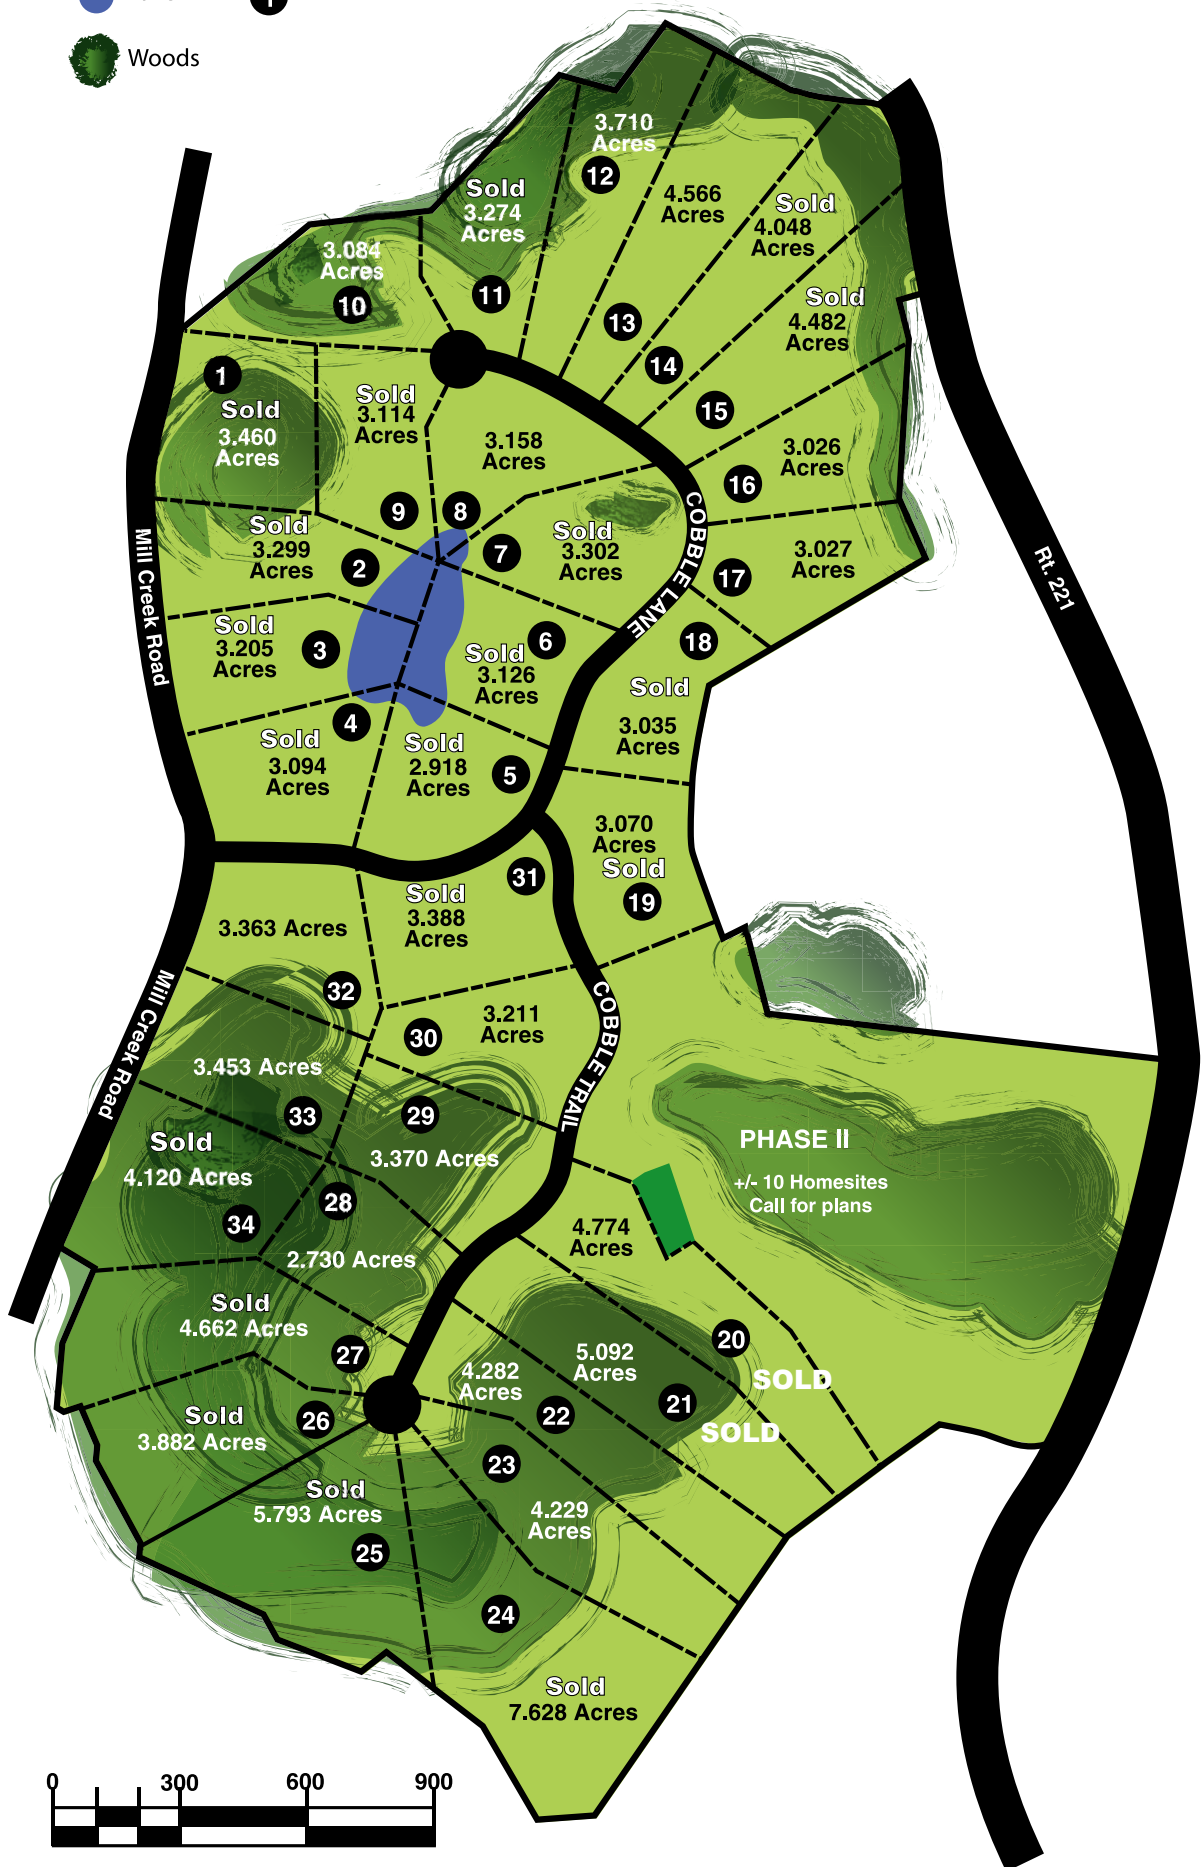 1
Woods
3.710
Acres
12
Sold
3.274
Acres
11
4.566
Acres
13
Sold
4.048
Acres
14
3.084
Acres
10
Sold
4.482
Acres
15
1
Sold
3.460
Acres
Sold
3.114
Acres
9
3.158
Acres
8
3.026
Acres
16
Sold
3.299
Acres
2
Sold
3.302
Acres
7
3.027
Acres
17
COBBLE LANE
Rt. 221
Mill Creek Road
Sold
3.205
Acres
3
Sold
3.126
Acres
6
18
Sold
3.035
Acres
4
Sold
3.094
Acres
Sold
2.918
Acres
5
3.070
Acres
Sold
19
31
Sold
3.388
Acres
3.363 Acres
32
Mill Creek Road
3.211
Acres
30
COBBLE TRAIL
3.453 Acres
33
29
3.370 Acres
PHASE II
+/- 10 Homesites
Call for plans
Sold
4.120 Acres
34
28
2.730 Acres
4.774
Acres
20
SOLD
Sold
4.662 Acres
27
5.092
Acres
21
SOLD
4.282
Acres
22
Sold
3.882 Acres
26
23
4.229
Acres
Sold
5.793 Acres
25
24
Sold
7.628 Acres
0 300 600 900